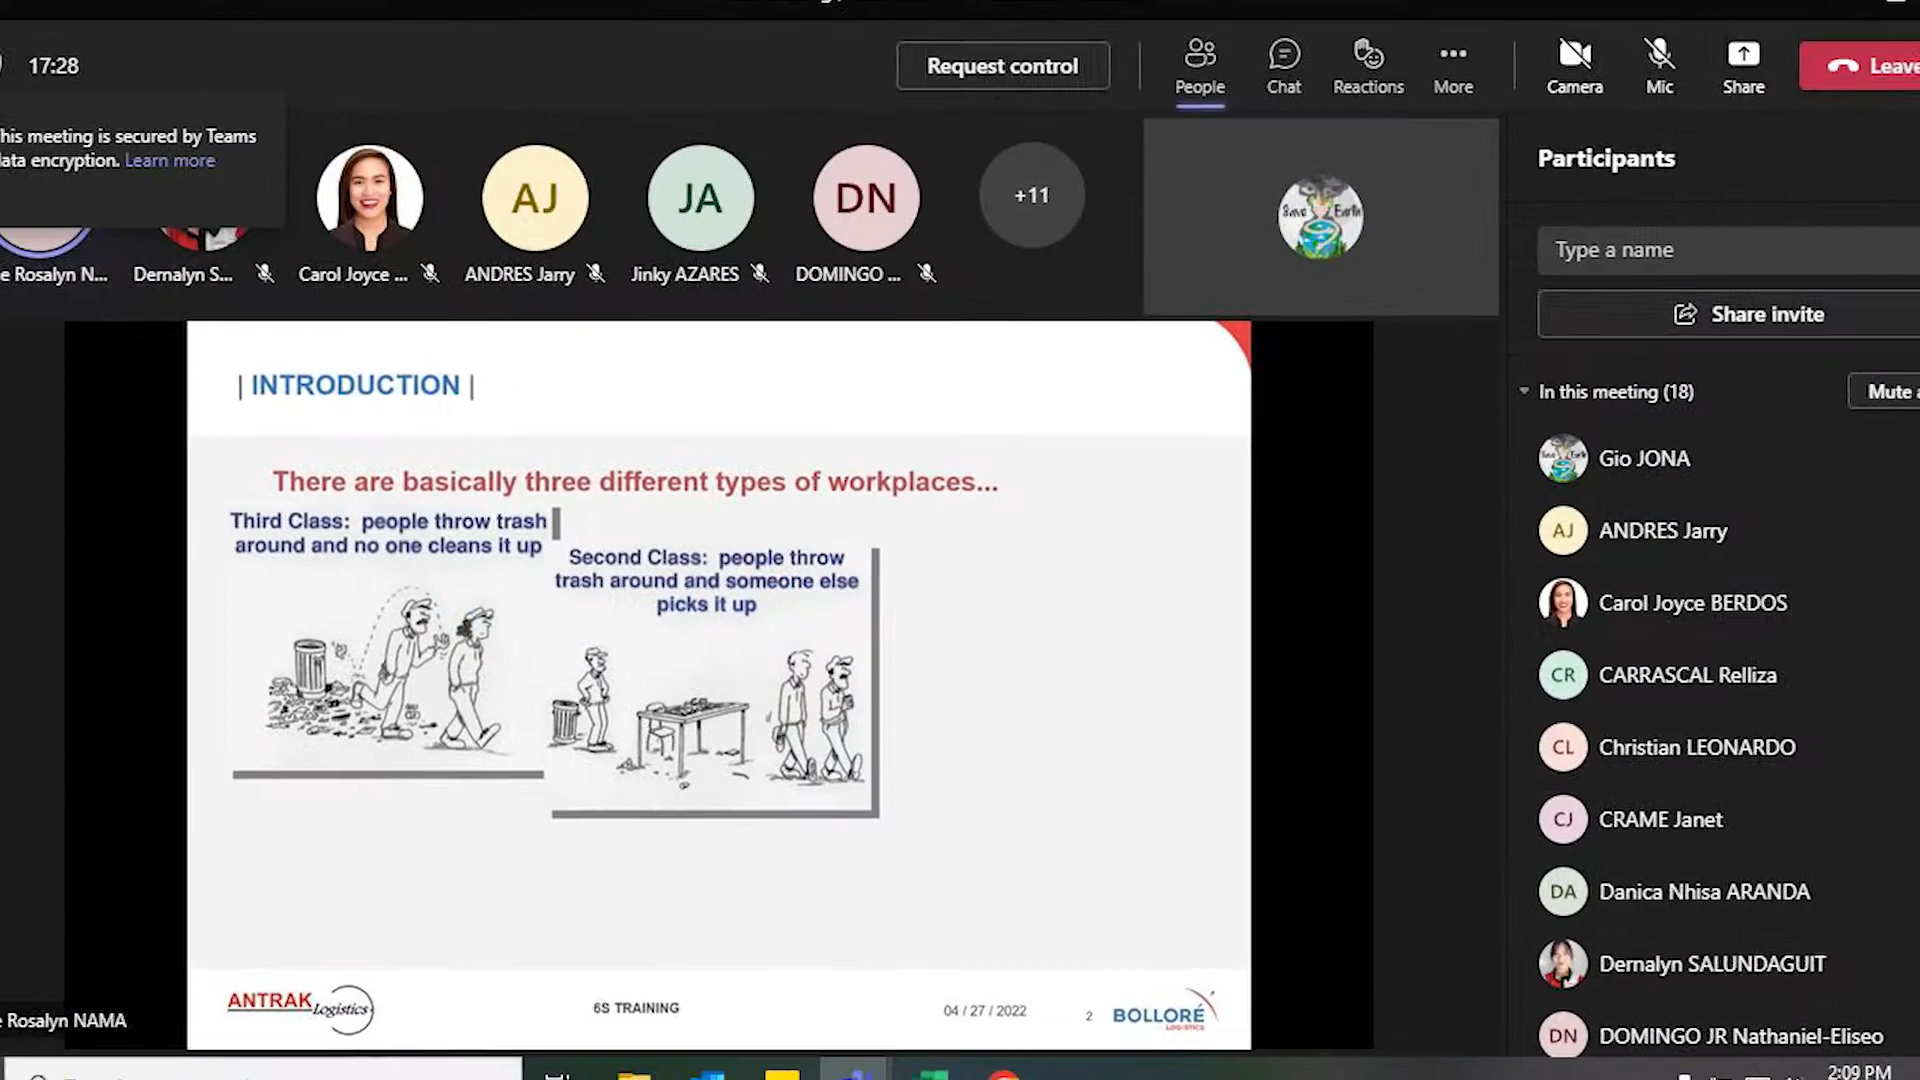 17:28
Request control
People
Chat
Reactions
More
Camera
Mic
Share
Leave
his meeting is secured by Teams
ata encryption. Learn more
AJ
JA
DN
+11
Save Earth
e Rosalyn N...
Dernalyn S...
Carol Joyce ...
ANDRES Jarry
Jinky AZARES
DOMINGO ...
Participants
Type a name
Share invite
In this meeting (18)
Mute a
Gio JONA
AJ ANDRES Jarry
Carol Joyce BERDOS
CR CARRASCAL Relliza
CL Christian LEONARDO
CJ CRAME Janet
DA Danica Nhisa ARANDA
Dernalyn SALUNDAGUIT
DN DOMINGO JR Nathaniel-Eliseo
| INTRODUCTION |
There are basically three different types of workplaces...
Third Class: people throw trash
around and no one cleans it up
Second Class: people throw
trash around and someone else
picks it up
ANTRAK Logistics
6S TRAINING
04 / 27 / 2022
2
BOLLORÉ
LOGISTICS
e Rosalyn NAMA
2:09 PM